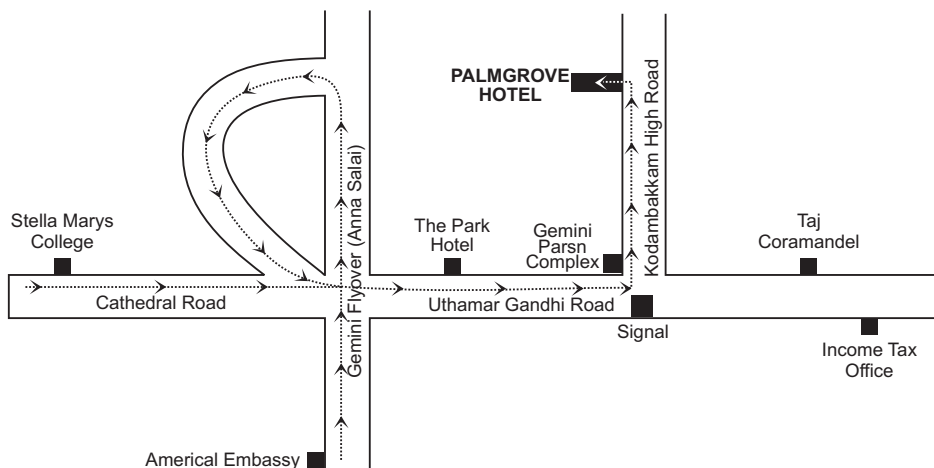 PALMGROVE
HOTEL
Kodambakkam High Road
Gemini Flyover (Anna Salai)
Stella Marys
College
The Park
Hotel
Gemini
Parsn
Complex
Taj
Coramandel
Cathedral Road
Uthamar Gandhi Road
Signal
Income Tax
Office
Americal Embassy